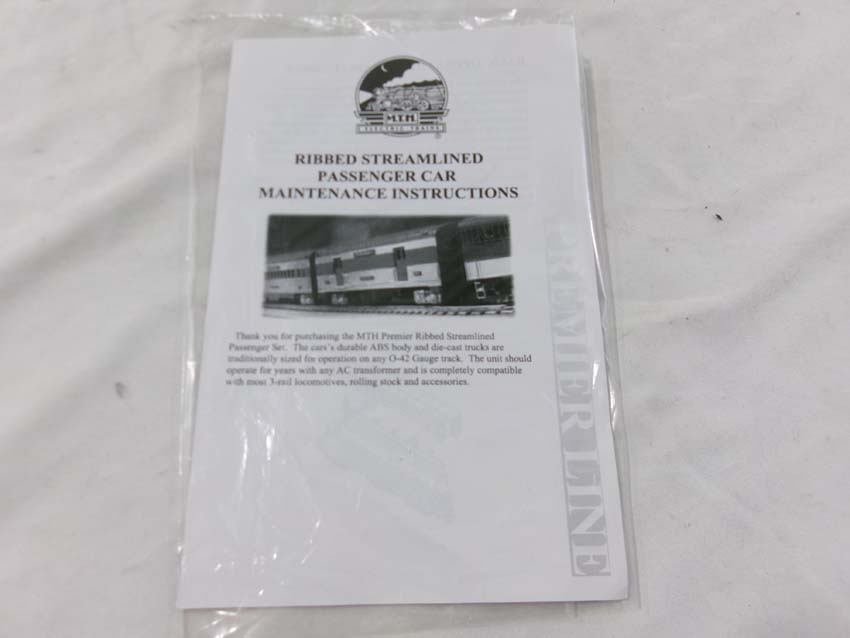 M.T.H.
ELECTRIC TRAINS
®
RIBBED STREAMLINED
PASSENGER CAR
MAINTENANCE INSTRUCTIONS
Thank you for purchasing the MTH Premier Ribbed Streamlined
Passenger Set. The cars's durable ABS body and die-cast trucks are
traditionally sized for operation on any O-42 Gauge track. The unit should
operate for years with any AC transformer and is completely compatible
with most 3-rail locomotives, rolling stock and accessories.
PREMIER LINE